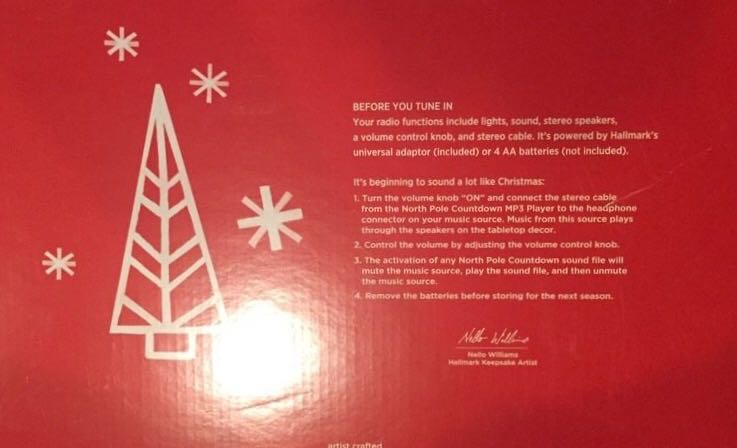 BEFORE YOU TUNE IN
Your radio functions include lights, sound, stereo speakers,
a volume control knob, and stereo cable. It's powered by Hallmark's
universal adaptor (included) or 4 AA batteries (not included).
It's beginning to sound a lot like Christmas:
1. Turn the volume knob "ON" and connect the stereo cable
from the North Pole Countdown MP3 Player to the headphone
connector on your music source. Music from this source plays
through the speakers on the tabletop decor.
2. Control the volume by adjusting the volume control knob.
3. The activation of any North Pole Countdown sound file will
mute the music source, play the sound file, and then unmute
the music source.
4. Remove the batteries before storing for the next season.
Nello Williams
Nello Williams
Hallmark Keepsake Artist
artist crafted